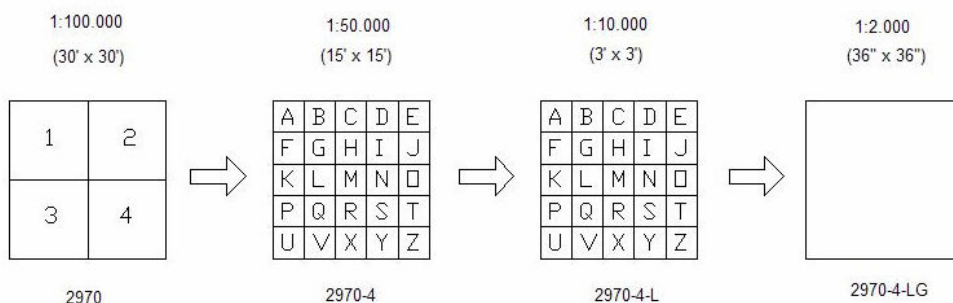 1:100.000
(30' x 30')
1:50.000
(15' x 15')
1:10.000
(3' x 3')
1:2.000
(36" x 36")
1 2
3 4
A B C D E
F G H I J
K L M N O
P Q R S T
U V X Y Z
A B C D E
F G H I J
K L M N O
P Q R S T
U V X Y Z
2970
2970-4
2970-4-L
2970-4-LG